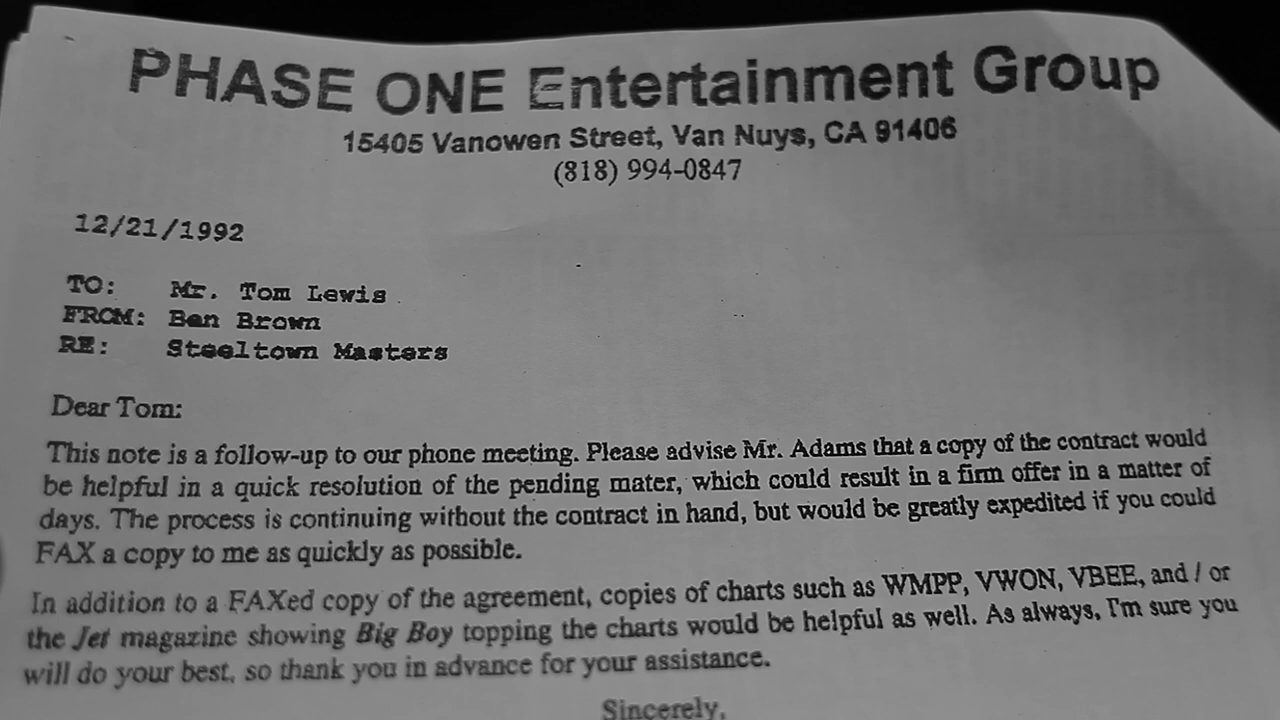 PHASE ONE Entertainment Group
15405 Vanowen Street, Van Nuys, CA 91406
(818) 994-0847
12/21/1992
TO: Mr. Tom Lewis
FROM: Ben Brown
RE: Steeltown Masters
Dear Tom:
This note is a follow-up to our phone meeting. Please advise Mr. Adams that a copy of the contract would
be helpful in a quick resolution of the pending mater, which could result in a firm offer in a matter of
days. The process is continuing without the contract in hand, but would be greatly expedited if you could
FAX a copy to me as quickly as possible.
In addition to a FAXed copy of the agreement, copies of charts such as WMPP, VWON, VBEE, and / or
the Jet magazine showing Big Boy topping the charts would be helpful as well. As always, I'm sure you
will do your best, so thank you in advance for your assistance.
Sincerely,